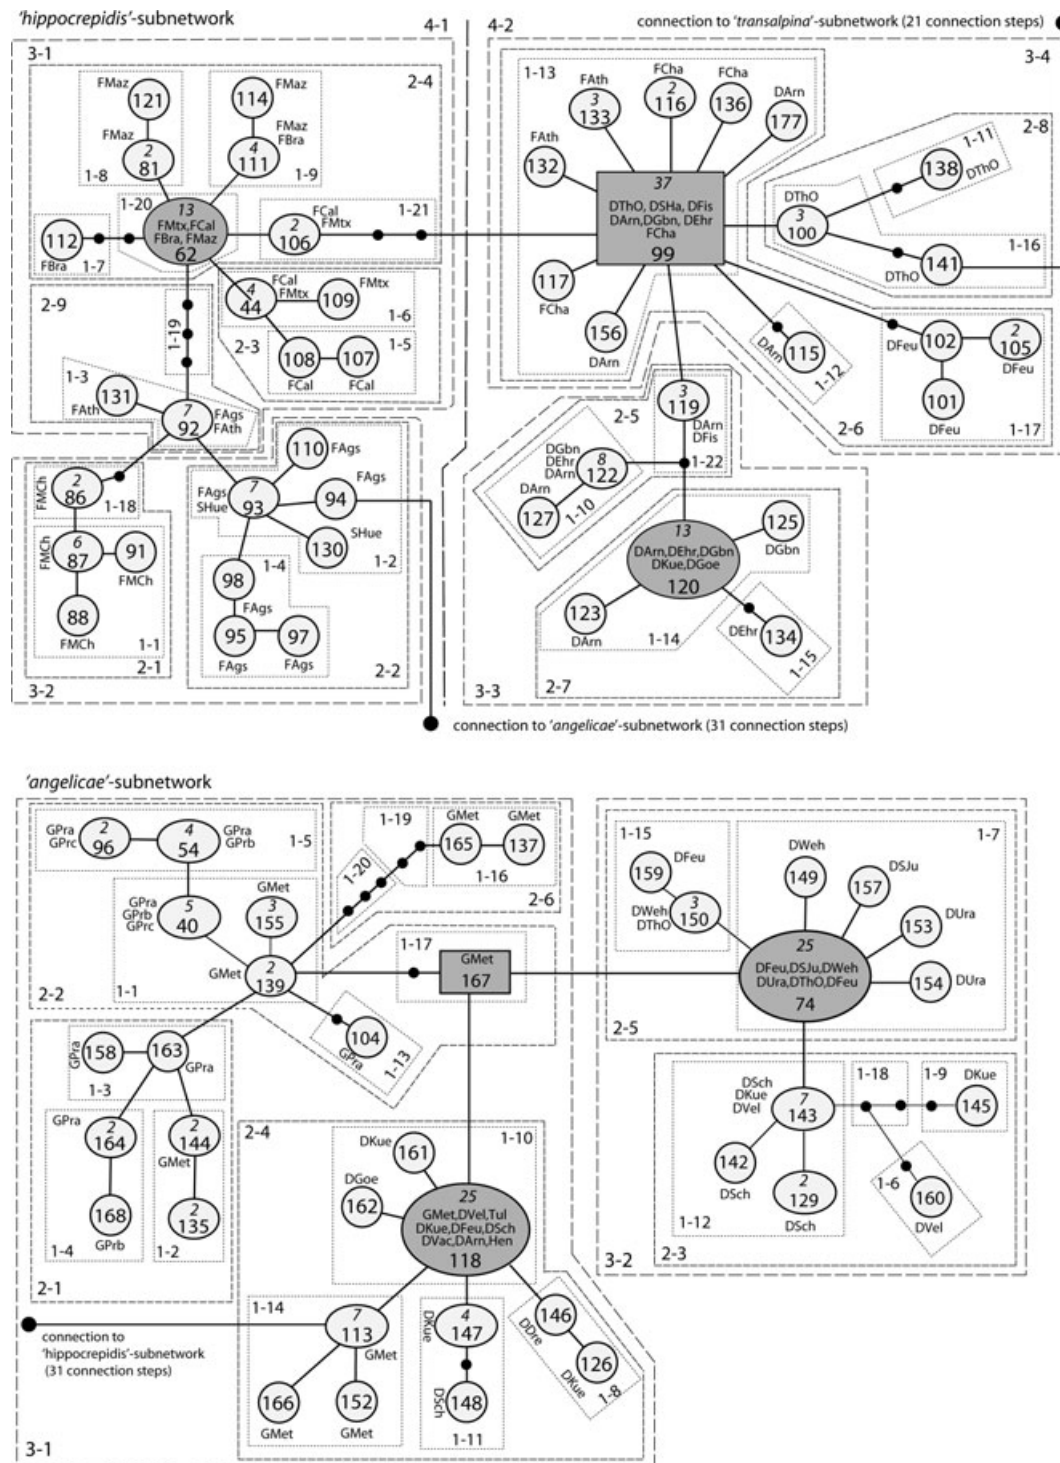 'hippocrepidis'-subnetwork
4-1
4-2
connection to 'transalpina'-subnetwork (21 connection steps)
3-1
2-4
FMaz
121
FMaz
2
81
1-8
114
FMaz
FMaz
FBra
4
111
1-9
1-20
13
FMtx,FCal
FBra, FMaz
62
112
FBra
1-7
2
106
FCal
FMtx
1-21
2-9
1-19
4
44
FCal
FMtx
109
FMtx
1-6
2-3
108
FCal
107
FCal
1-5
1-3
131
FAth
7
92
FAgs
FAth
3-4
1-13
FAth
3
133
FCha
2
116
FCha
136
DArn
177
FAth
132
37
DThO, DSHa, DFis
DArn,DGbn, DEhr
FCha
99
117
FCha
156
DArn
2-8
1-11
138
DThO
DThO
3
100
1-16
141
DThO
DArn
115
1-12
DFeu
102
2
105
DFeu
101
DFeu
1-17
2-6
2-5
3
119
DArn
DFis
1-22
DGbn
DEhr
DArn
8
122
DArn
127
1-10
13
DArn,DEhr,DGbn
DKue,DGoe
120
125
DGbn
123
DArn
1-14
DEhr
134
1-15
2-7
3-3
FMCh
2
86
1-18
FMCh
6
87
91
FMCh
88
FMCh
1-1
2-1
3-2
110
FAgs
FAgs
SHue
7
93
94
FAgs
130
SHue
1-2
98
1-4
FAgs
95
FAgs
97
FAgs
2-2
connection to 'angelicae'-subnetwork (31 connection steps)
'angelicae'-subnetwork
GPra
GPrc
2
96
4
54
GPra
GPrb
1-5
GPra
GPrb
GPrc
5
40
GMet
3
155
GMet
2
139
1-1
2-2
1-19
1-20
GMet
165
GMet
137
1-16
2-6
1-17
GMet
167
104
GPra
1-13
GPra
158
163
GPra
1-3
GPra
2
164
168
GPrb
1-4
2
144
GMet
2
135
1-2
2-1
1-15
159
DFeu
DWeh
DThO
3
150
1-7
DWeh
149
157
DSJu
153
DUra
154
DUra
25
DFeu,DSJu,DWeh
DUra,DThO,DFeu
74
2-5
DSch
DKue
DVel
7
143
1-18
1-9
DKue
145
142
DSch
2
129
DSch
1-12
1-6
160
DVel
2-3
3-2
2-4
1-10
DKue
161
DGoe
162
25
GMet,DVel,Tul
DKue,DFeu,DSch
DVac,DArn,Hen
118
1-14
7
113
GMet
166
GMet
152
GMet
DKue
4
147
DSch
148
1-11
146
DDre
126
DKue
1-8
connection to
'hippocrepidis'-subnetwork
(31 connection steps)
3-1